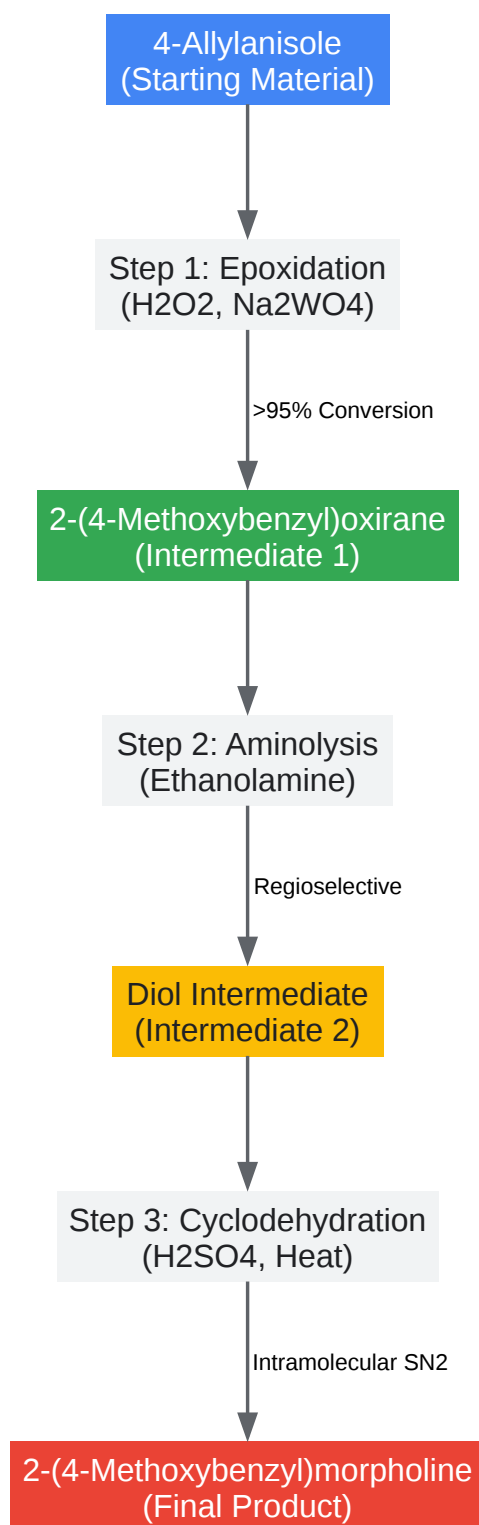 4-Allylanisole
(Starting Material)
Step 1: Epoxidation
(H2O2, Na2WO4)
>95% Conversion
2-(4-Methoxybenzyl)oxirane
(Intermediate 1)
Step 2: Aminolysis
(Ethanolamine)
Regioselective
Diol Intermediate
(Intermediate 2)
Step 3: Cyclodehydration
(H2SO4, Heat)
Intramolecular SN2
2-(4-Methoxybenzyl)morpholine
(Final Product)